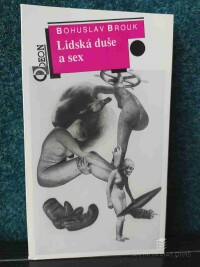 BOHUSLAV BROUK
Lidská duše
a sex
ODEON